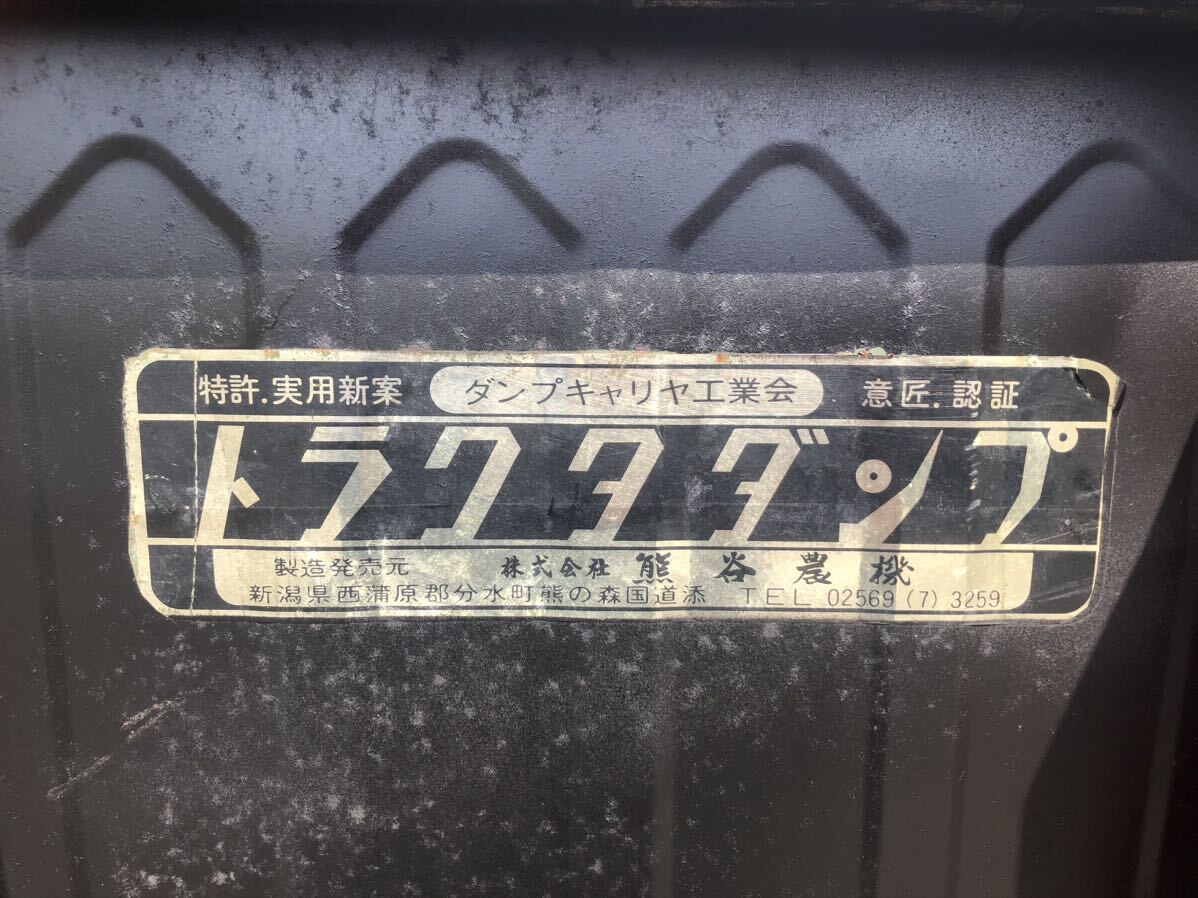 特許.実用新案 ダンプキャリヤ工業会 意匠.認証
トラクタダンプ
製造発売元 株式会社 熊谷農機
新潟県西蒲原郡分水町熊の森国道添 TEL 02569(7)3259